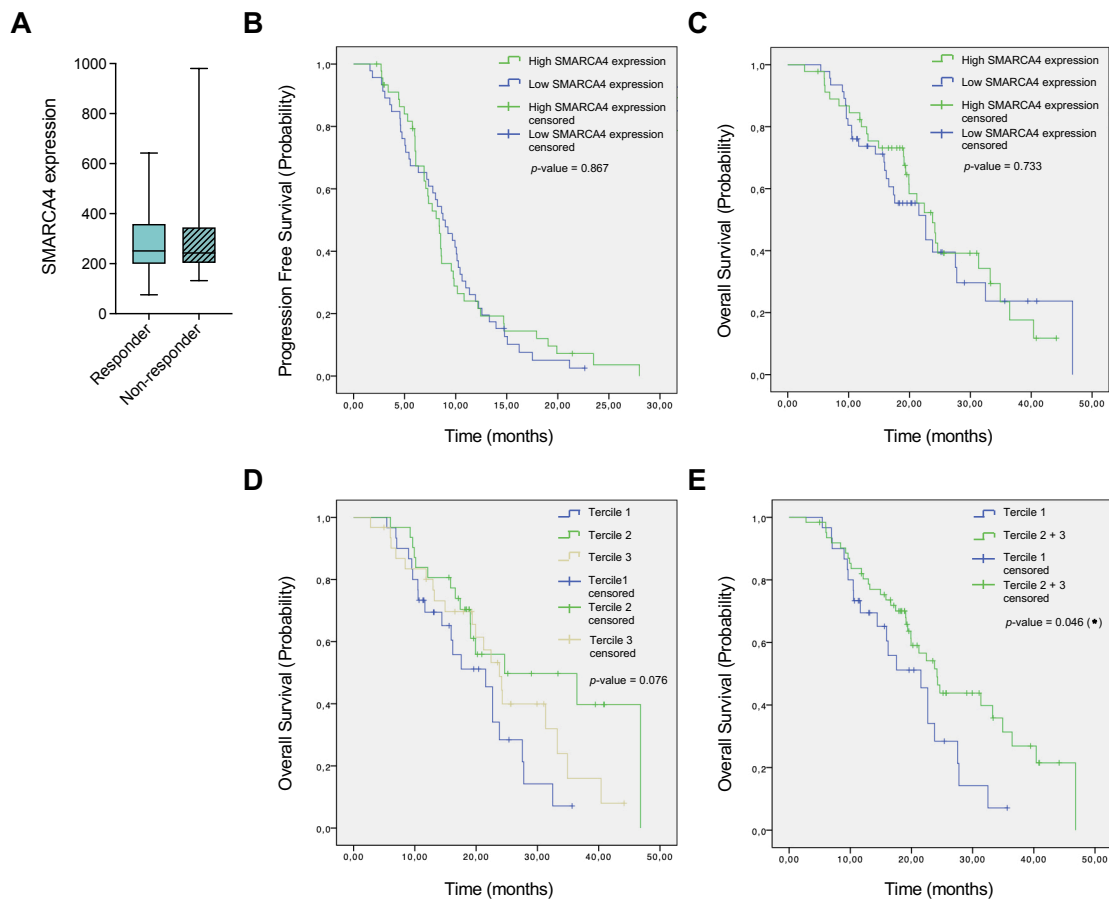 A
SMARCA4 expression
1000
800
600
400
200
0
Responder
Non-responder
B
Progression Free Survival (Probability)
1,0
0,8
0,6
0,4
0,2
0,0
0,00 5,00 10,00 15,00 20,00 25,00 30,00
Time (months)
High SMARCA4 expression
Low SMARCA4 expression
High SMARCA4 expression
censored
Low SMARCA4 expression
censored
p-value = 0.867
C
Overall Survival (Probability)
1,0
0,8
0,6
0,4
0,2
0,0
0,00 10,00 20,00 30,00 40,00 50,00
Time (months)
High SMARCA4 expression
Low SMARCA4 expression
High SMARCA4 expression
censored
Low SMARCA4 expression
censored
p-value = 0.733
D
Overall Survival (Probability)
1,0
0,8
0,6
0,4
0,2
0,0
0,00 10,00 20,00 30,00 40,00 50,00
Time (months)
Tercile 1
Tercile 2
Tercile 3
Tercile1
censored
Tercile 2
censored
Tercile 3
censored
p-value = 0.076
E
Overall Survival (Probability)
1,0
0,8
0,6
0,4
0,2
0,0
0,00 10,00 20,00 30,00 40,00 50,00
Time (months)
Tercile 1
Tercile 2 + 3
Tercile 1
censored
Tercile 2 + 3
censored
p-value = 0.046 (★)